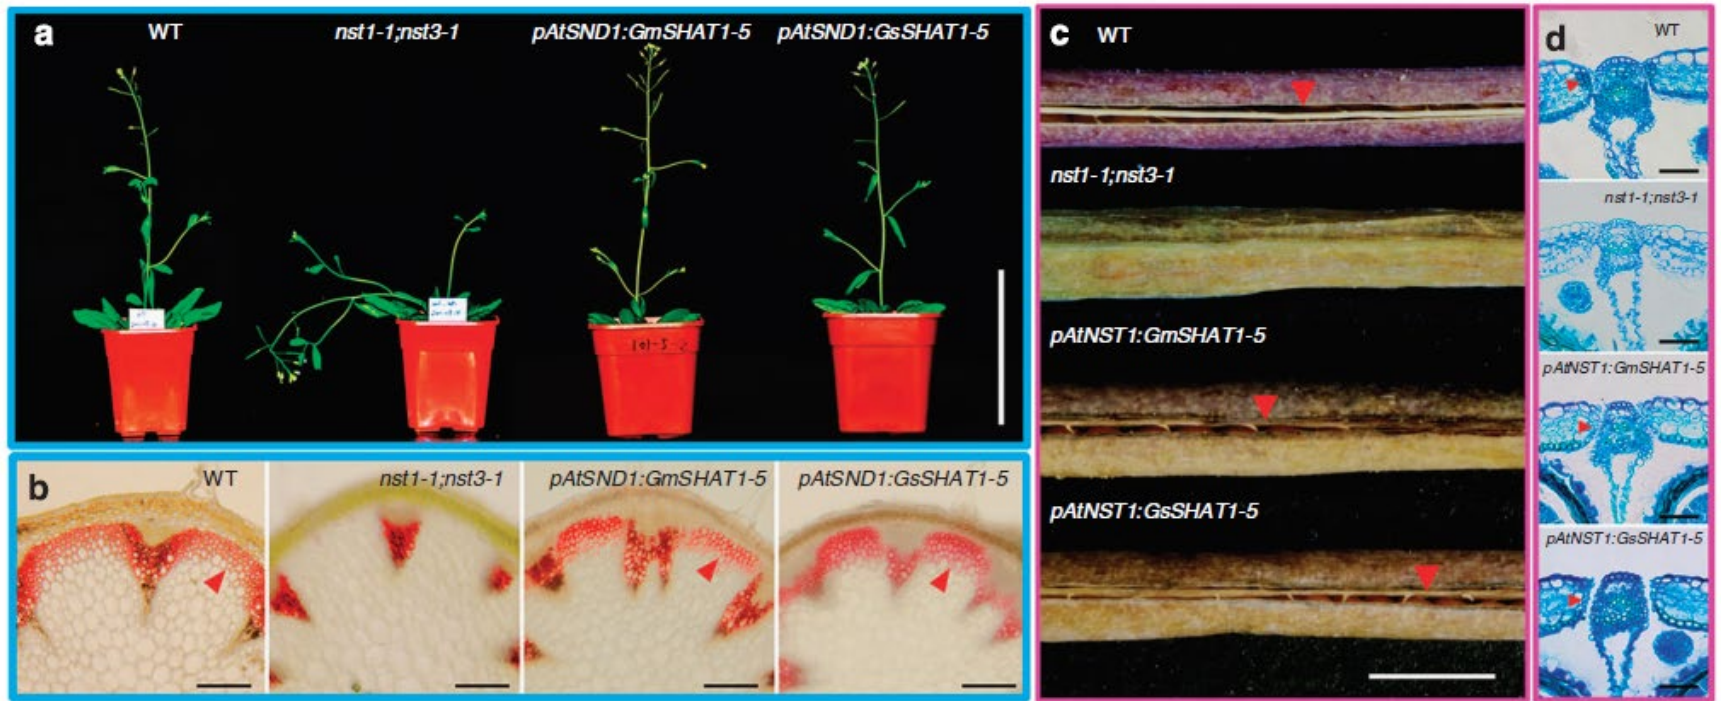 a WT nst1-1;nst3-1 pAtSND1:GmSHAT1-5 pAtSND1:GsSHAT1-5
b WT nst1-1;nst3-1 pAtSND1:GmSHAT1-5 pAtSND1:GsSHAT1-5
c WT
nst1-1;nst3-1
pAtNST1:GmSHAT1-5
pAtNST1:GsSHAT1-5
d WT
nst1-1;nst3-1
pAtNST1:GmSHAT1-5
pAtNST1:GsSHAT1-5